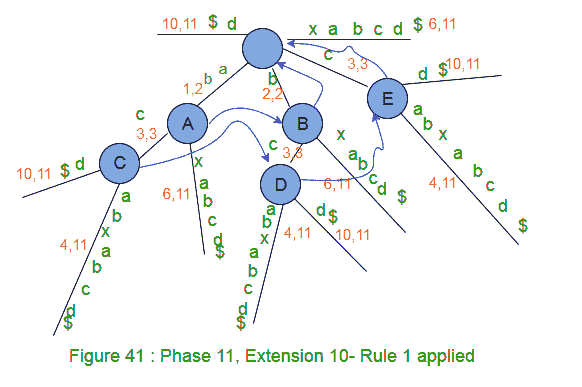 10,11 $ d
x a b c d $ 6,11
c
3,3
b a
1,2
b
2,2
d $ 10,11
E
c
3,3
A
B
a b x a b c d $
4,11
C
10,11 $ d
x a b c d $
6,11
c
3,3
x a b c d $
6,11
D
a b x a b c d $
4,11
a b x a b c d $
4,11
d $
10,11
Figure 41 : Phase 11, Extension 10- Rule 1 applied